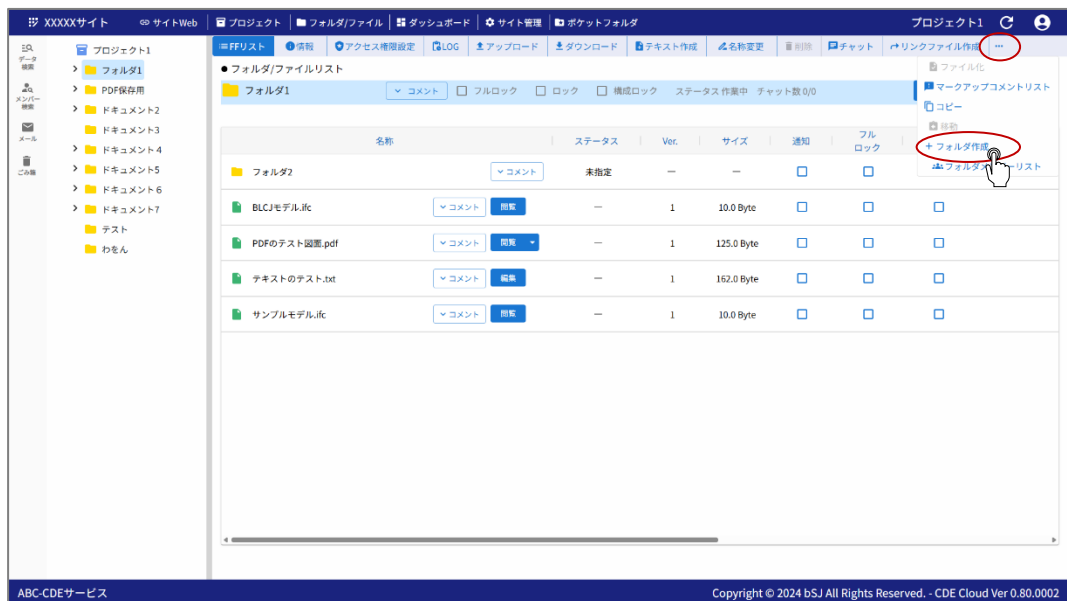 XXXXXサイト サイトWeb プロジェクト フォルダ/ファイル ダッシュボード サイト管理 ポケットフォルダ プロジェクト1
データ検索
メンバー検索
メール
ごみ箱
プロジェクト1
フォルダ1
PDF保存用
ドキュメント2
ドキュメント3
ドキュメント4
ドキュメント5
ドキュメント6
ドキュメント7
テスト
わをん
FFリスト 情報 アクセス権限設定 LOG アップロード ダウンロード テキスト作成 名称変更 削除 チャット リンクファイル作成 ...
●フォルダ/ファイルリスト
フォルダ1 コメント フルロック ロック 構成ロック ステータス 作業中 チャット数 0/0
ファイル化
マークアップコメントリスト
コピー
移動
+ フォルダ作成
名称 ステータス Ver. サイズ 通知 フルロック
フォルダ2 コメント 未指定 ー ー
BLCJモデル.ifc コメント 閲覧 ー 1 10.0 Byte
PDFのテスト図面.pdf コメント 閲覧 ー 1 125.0 Byte
テキストのテスト.txt コメント 編集 ー 1 162.0 Byte
サンプルモデル.ifc コメント 閲覧 ー 1 10.0 Byte
ABC-CDEサービス Copyright © 2024 bSJ All Rights Reserved. - CDE Cloud Ver 0.80.0002